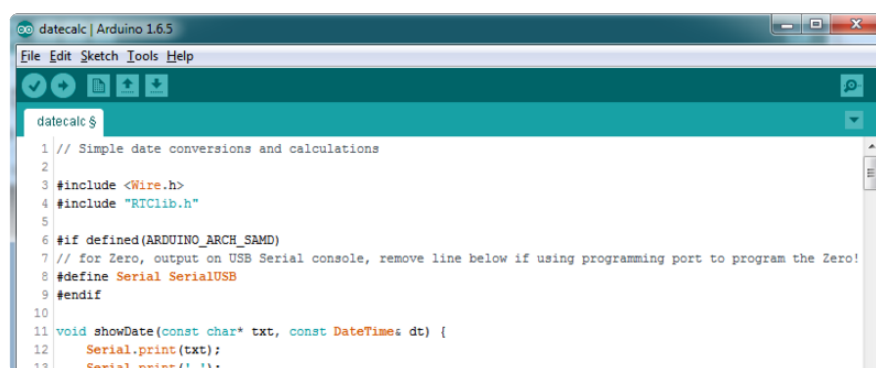 datecalc | Arduino 1.6.5
File Edit Sketch Tools Help
datecalc §
1 // Simple date conversions and calculations
2
3 #include <Wire.h>
4 #include "RTClib.h"
5
6 #if defined(ARDUINO_ARCH_SAMD)
7 // for Zero, output on USB Serial console, remove line below if using programming port to program the Zero!
8 #define Serial SerialUSB
9 #endif
10
11 void showDate(const char* txt, const DateTime& dt) {
12 Serial.print(txt);
13 Serial.print(' ');